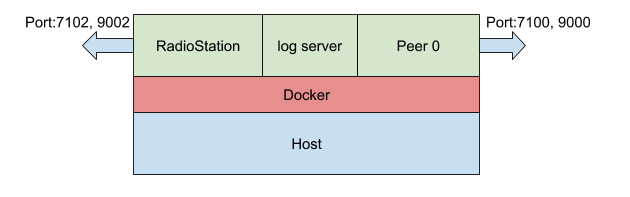 Port:7102, 9002
Port:7100, 9000
RadioStation
log server
Peer 0
Docker
Host